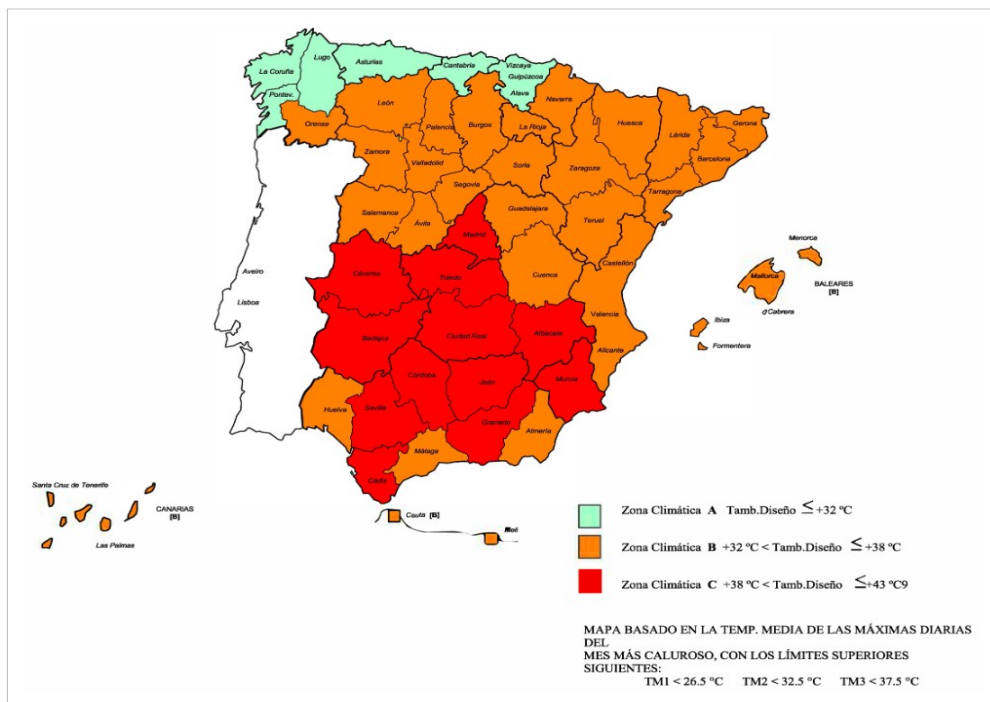 Lugo
La Coruña
Asturias
Cantabria
Vizcaya
Guipúzcoa
Alava
Pontev.
Orense
León
Palencia
Burgos
La Rioja
Navarra
Huesca
Lérida
Gerona
Barcelona
Tarragona
Zamora
Valladolid
Soria
Zaragoza
Segovia
Salamanca
Ávila
Madrid
Guadalajara
Teruel
Castellón
Menorca
Mallorca
BALEARES
[B]
Cabrera
Ibiza
Formentera
Aveiro
Lisboa
Cáceres
Toledo
Cuenca
Valencia
Badajoz
Ciudad Real
Albacete
Alicante
Córdoba
Jaén
Murcia
Huelva
Sevilla
Granada
Almería
Málaga
Cádiz
Santa Cruz de Tenerife
CANARIAS
[B]
Las Palmas
Ceuta [B]
Meli
Zona Climática A Tamb.Diseño ≤ +32 ºC
Zona Climática B +32 ºC < Tamb.Diseño ≤ +38 ºC
Zona Climática C +38 ºC < Tamb.Diseño ≤+43 ºC9
MAPA BASADO EN LA TEMP. MEDIA DE LAS MÁXIMAS DIARIAS
DEL
MES MÁS CALUROSO, CON LOS LÍMITES SUPERIORES
SIGUIENTES:
TM1 < 26.5 ºC TM2 < 32.5 ºC TM3 < 37.5 ºC